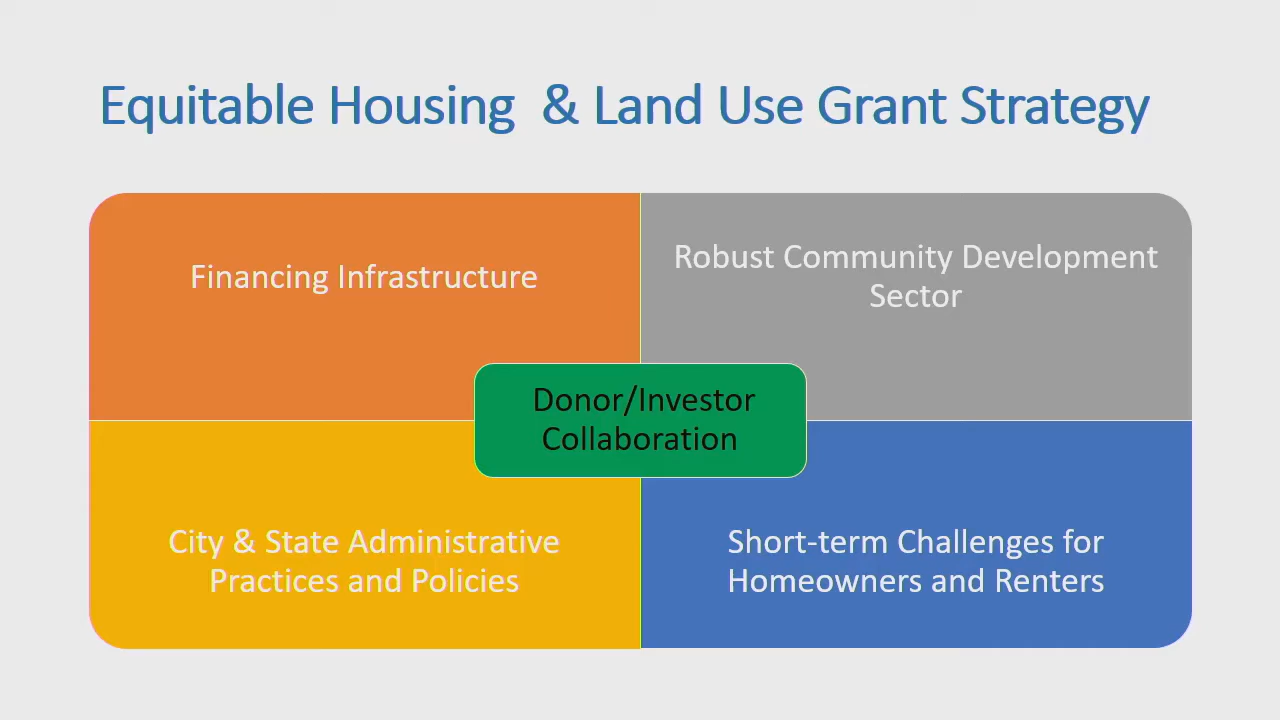 Equitable Housing & Land Use Grant Strategy
Financing Infrastructure
Robust Community Development
Sector
Donor/Investor
Collaboration
City & State Administrative
Practices and Policies
Short-term Challenges for
Homeowners and Renters